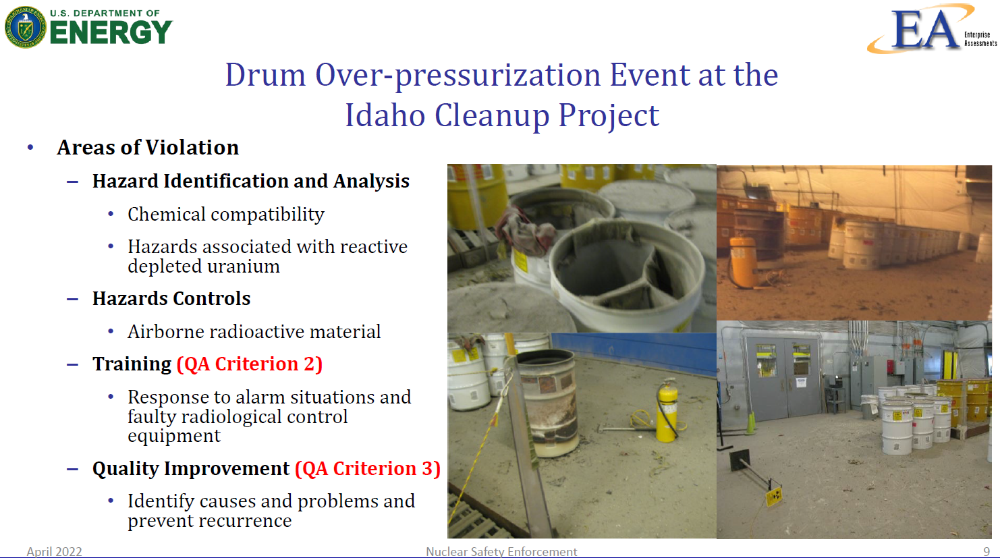 U.S. DEPARTMENT OF
ENERGY
EA
Enterprise
Assessments
Drum Over-pressurization Event at the
Idaho Cleanup Project
• Areas of Violation
– Hazard Identification and Analysis
• Chemical compatibility
• Hazards associated with reactive
depleted uranium
– Hazards Controls
• Airborne radioactive material
– Training (QA Criterion 2)
• Response to alarm situations and
faulty radiological control
equipment
– Quality Improvement (QA Criterion 3)
• Identify causes and problems and
prevent recurrence
April 2022
Nuclear Safety Enforcement
9